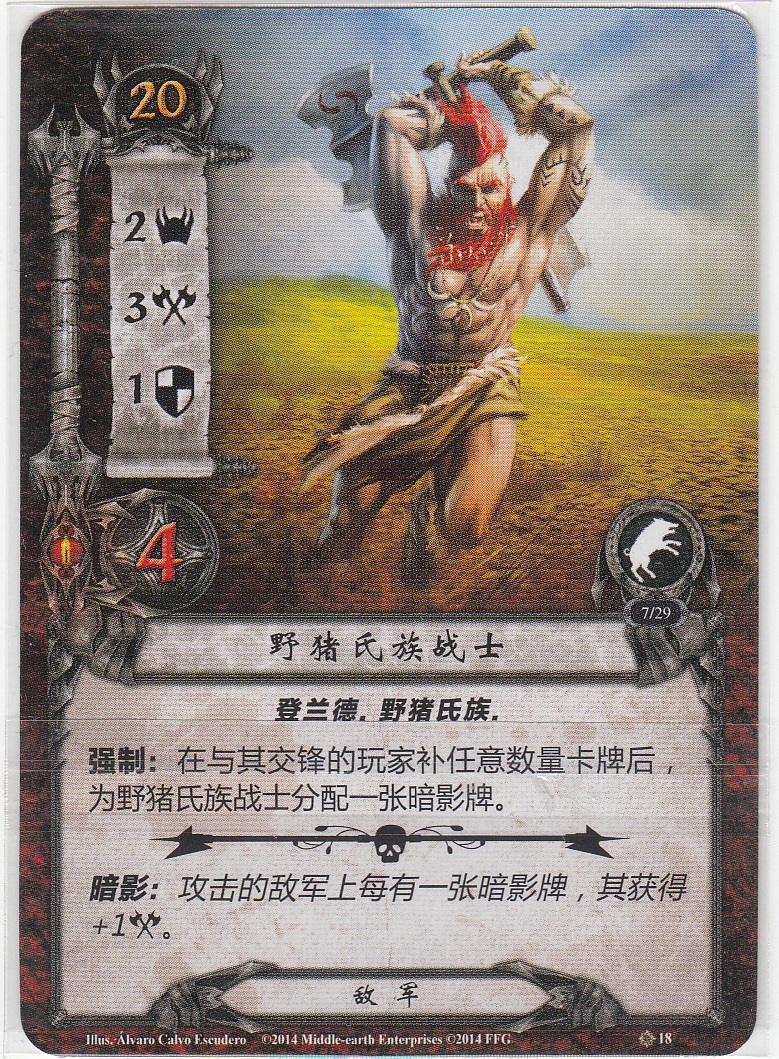 20
2
3
1
4
7/29
野猪氏族战士
登兰德. 野猪氏族.
强制：在与其交锋的玩家补任意数量卡牌后，
为野猪氏族战士分配一张暗影牌。
暗影：攻击的敌军上每有一张暗影牌，其获得
+1。
敌军
Illus. Álvaro Calvo Escudero ©2014 Middle-earth Enterprises ©2014 FFG 18